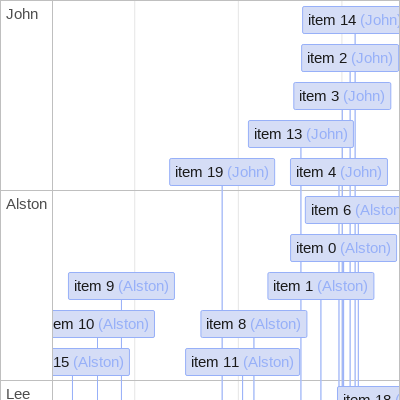 John
item 14 (John)
item 2 (John)
item 3 (John)
item 13 (John)
item 19 (John) item 4 (John)
Alston
item 6 (Alston
item 0 (Alston)
item 9 (Alston) item 1 (Alston)
em 10 (Alston) item 8 (Alston)
15 (Alston) item 11 (Alston)
Lee
item 18